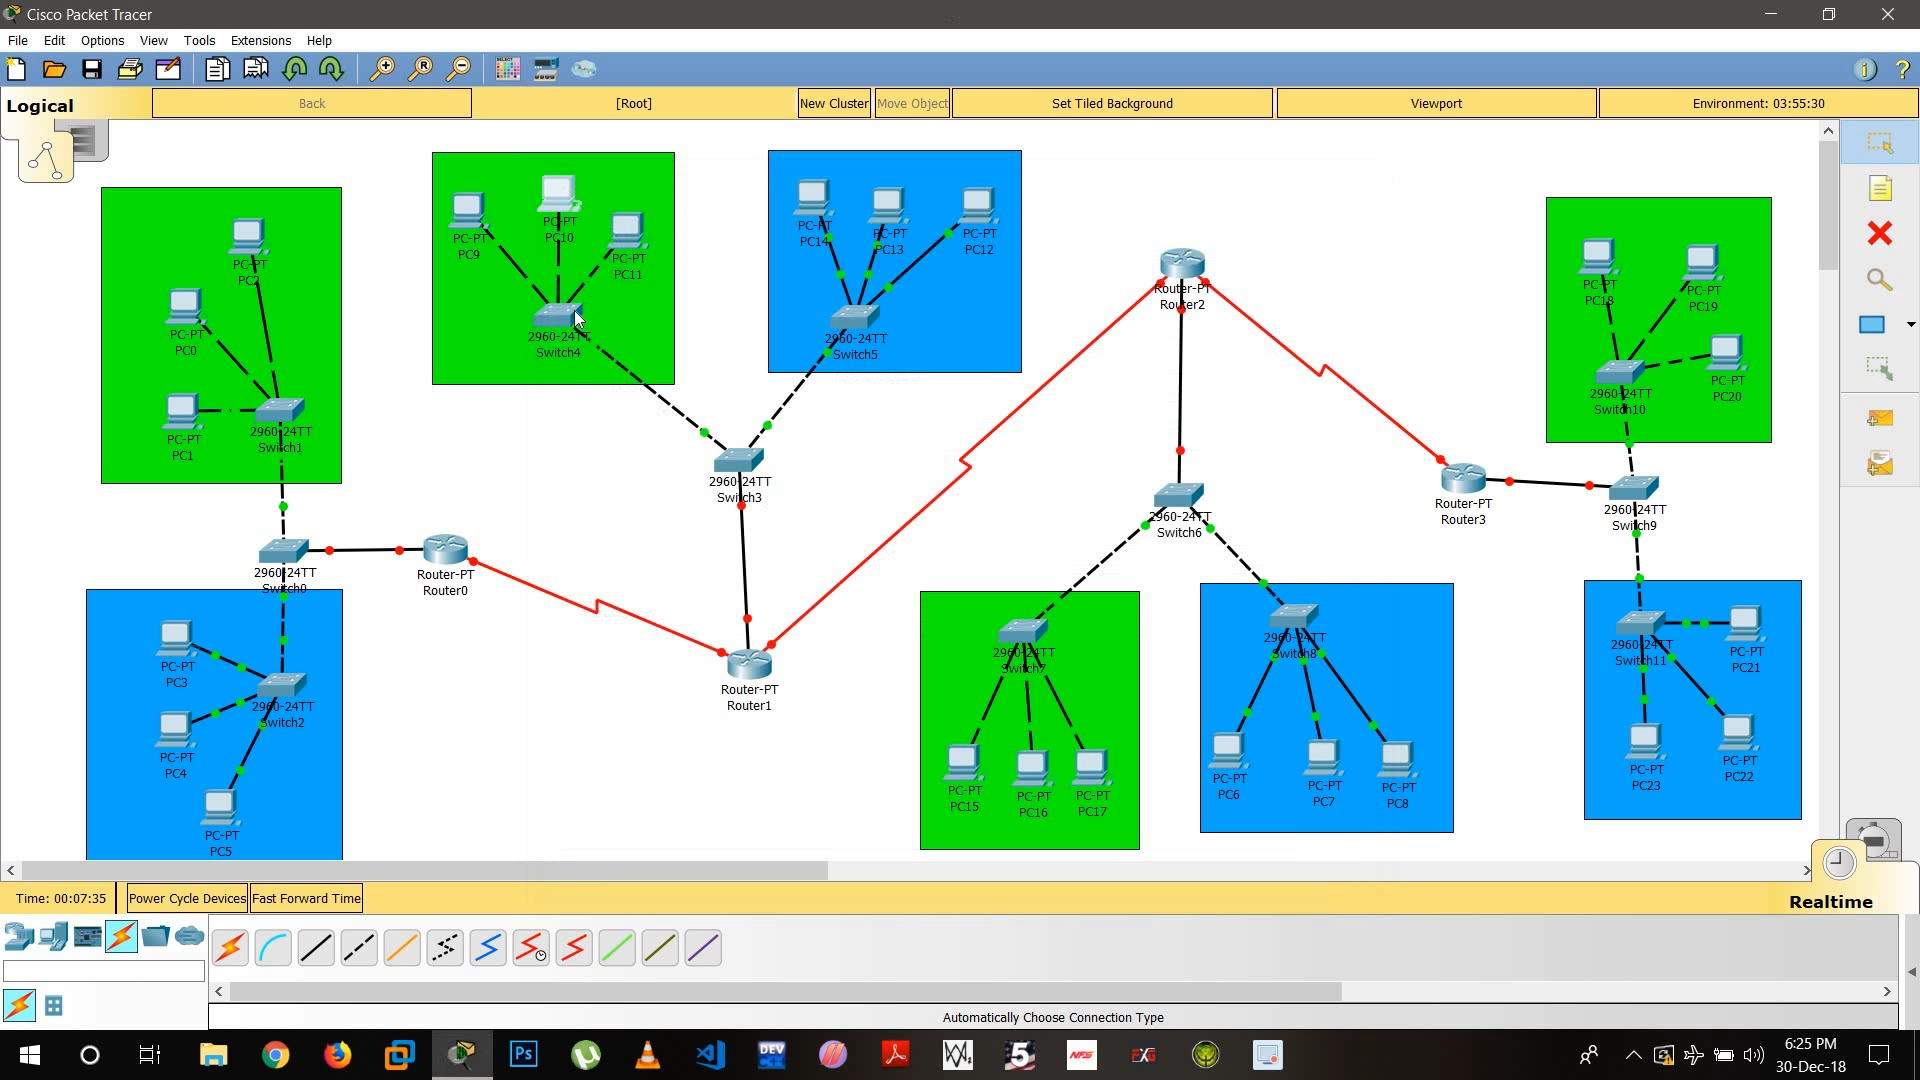 Cisco Packet Tracer
File Edit Options View Tools Extensions Help
Logical
Back
[Root]
New Cluster
Move Object
Set Tiled Background
Viewport
Environment: 03:55:30
PC-PT
PC2
PC-PT
PC0
PC-PT
PC1
2960-24TT
Switch1
PC-PT
PC9
PC-PT
PC10
PC-PT
PC11
2960-24TT
Switch4
PC-PT
PC14
PC-PT
PC13
PC-PT
PC12
2960-24TT
Switch5
Router-PT
Router2
PC-PT
PC18
PC-PT
PC19
PC-PT
PC20
2960-24TT
Switch10
2960-24TT
Switch3
2960-24TT
Switch6
Router-PT
Router3
2960-24TT
Switch9
2960-24TT
Switch0
Router-PT
Router0
Router-PT
Router1
PC-PT
PC3
PC-PT
PC4
PC-PT
PC5
2960-24TT
Switch2
2960-24TT
Switch7
PC-PT
PC15
PC-PT
PC16
PC-PT
PC17
2960-24TT
Switch8
PC-PT
PC6
PC-PT
PC7
PC-PT
PC8
2960-24TT
Switch11
PC-PT
PC21
PC-PT
PC22
PC-PT
PC23
Time: 00:07:35
Power Cycle Devices
Fast Forward Time
Realtime
Automatically Choose Connection Type
Ps
DEV
5
NFS
FXG
6:25 PM
30-Dec-18